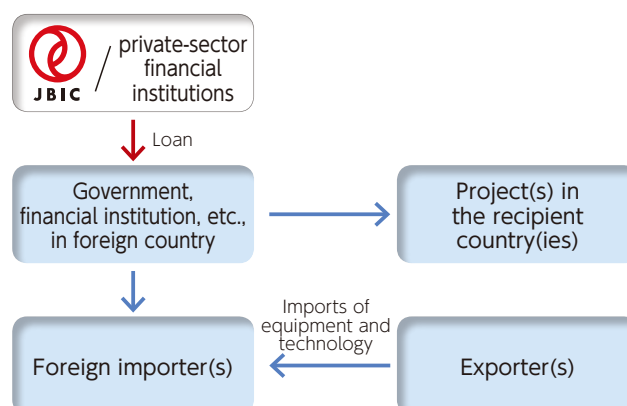 JBIC
private-sector
financial
institutions
Loan
Government,
financial institution, etc.,
in foreign country
Project(s) in
the recipient
country(ies)
Imports of
equipment and
technology
Foreign importer(s)
Exporter(s)